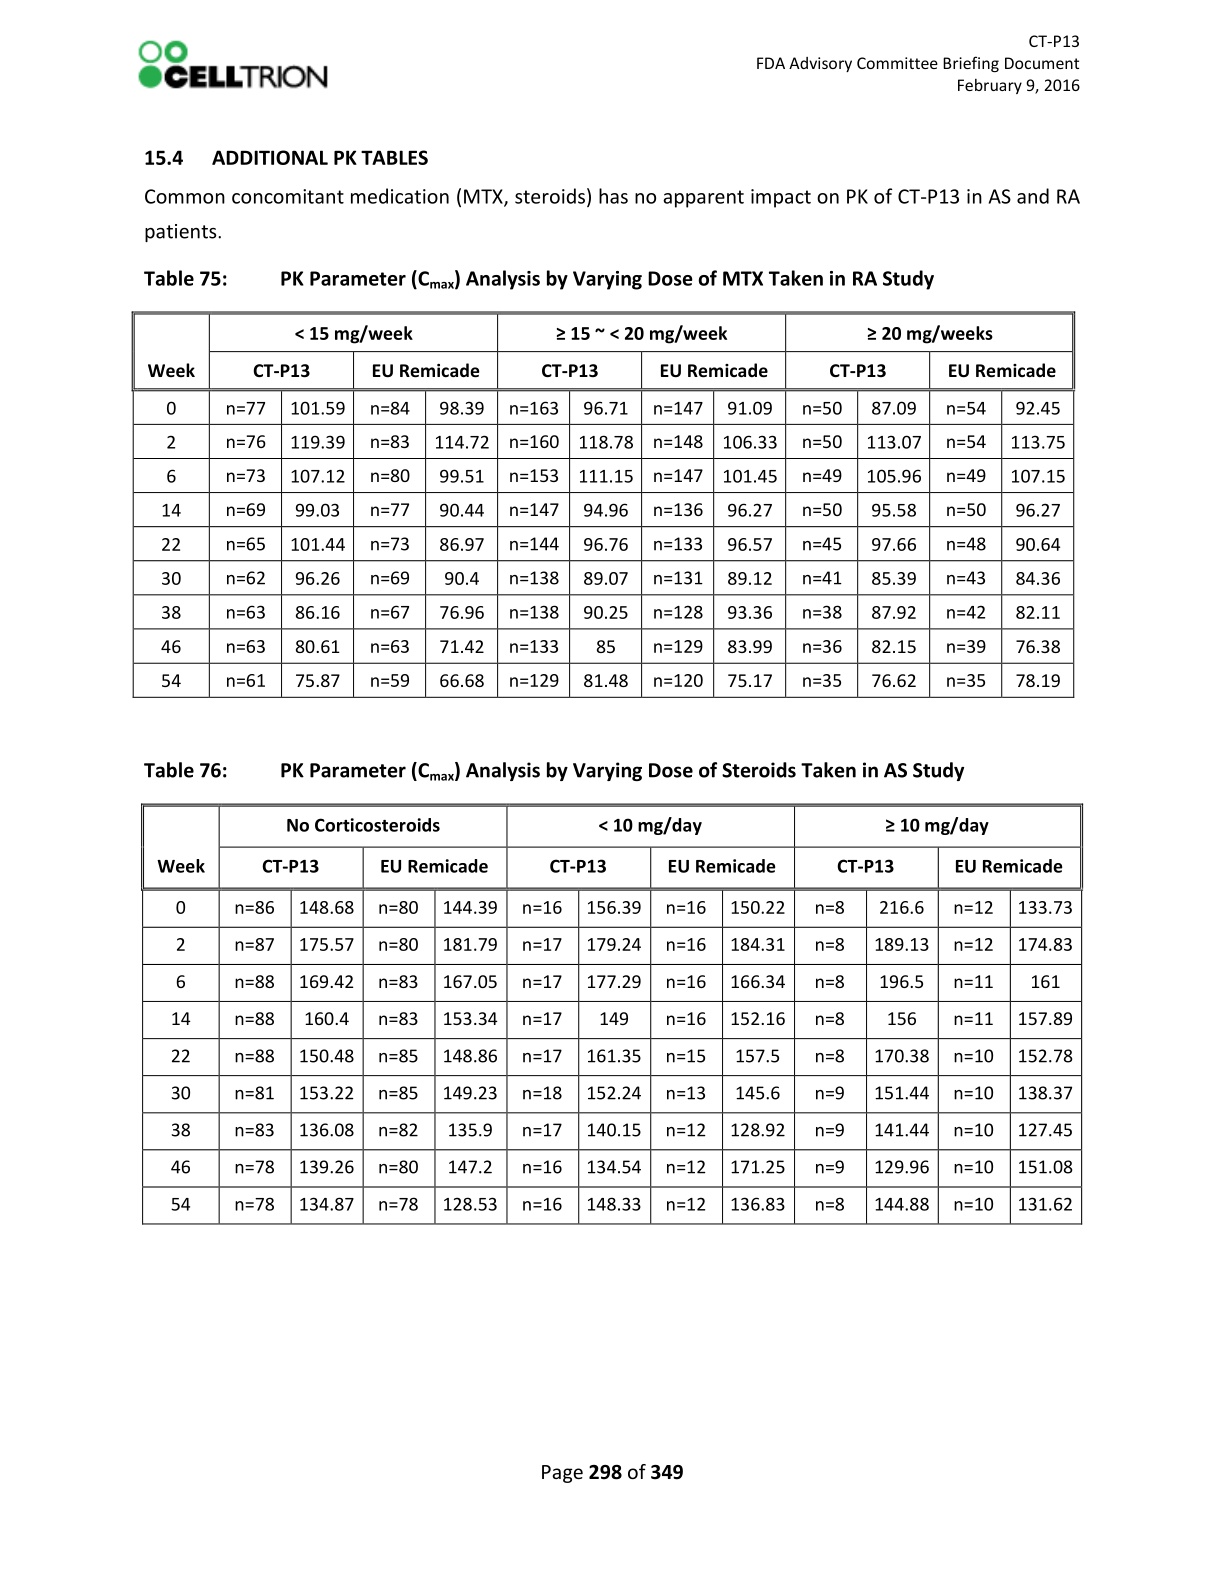 CELLTRION
CT-P13
FDA Advisory Committee Briefing Document
February 9, 2016
15.4 ADDITIONAL PK TABLES
Common concomitant medication (MTX, steroids) has no apparent impact on PK of CT-P13 in AS and RA
patients.
Table 75: PK Parameter (Cmax) Analysis by Varying Dose of MTX Taken in RA Study
< 15 mg/week ≥ 15 ~ < 20 mg/week ≥ 20 mg/weeks
Week CT-P13 EU Remicade CT-P13 EU Remicade CT-P13 EU Remicade
0 n=77 101.59 n=84 98.39 n=163 96.71 n=147 91.09 n=50 87.09 n=54 92.45
2 n=76 119.39 n=83 114.72 n=160 118.78 n=148 106.33 n=50 113.07 n=54 113.75
6 n=73 107.12 n=80 99.51 n=153 111.15 n=147 101.45 n=49 105.96 n=49 107.15
14 n=69 99.03 n=77 90.44 n=147 94.96 n=136 96.27 n=50 95.58 n=50 96.27
22 n=65 101.44 n=73 86.97 n=144 96.76 n=133 96.57 n=45 97.66 n=48 90.64
30 n=62 96.26 n=69 90.4 n=138 89.07 n=131 89.12 n=41 85.39 n=43 84.36
38 n=63 86.16 n=67 76.96 n=138 90.25 n=128 93.36 n=38 87.92 n=42 82.11
46 n=63 80.61 n=63 71.42 n=133 85 n=129 83.99 n=36 82.15 n=39 76.38
54 n=61 75.87 n=59 66.68 n=129 81.48 n=120 75.17 n=35 76.62 n=35 78.19
Table 76: PK Parameter (Cmax) Analysis by Varying Dose of Steroids Taken in AS Study
No Corticosteroids < 10 mg/day ≥ 10 mg/day
Week CT-P13 EU Remicade CT-P13 EU Remicade CT-P13 EU Remicade
0 n=86 148.68 n=80 144.39 n=16 156.39 n=16 150.22 n=8 216.6 n=12 133.73
2 n=87 175.57 n=80 181.79 n=17 179.24 n=16 184.31 n=8 189.13 n=12 174.83
6 n=88 169.42 n=83 167.05 n=17 177.29 n=16 166.34 n=8 196.5 n=11 161
14 n=88 160.4 n=83 153.34 n=17 149 n=16 152.16 n=8 156 n=11 157.89
22 n=88 150.48 n=85 148.86 n=17 161.35 n=15 157.5 n=8 170.38 n=10 152.78
30 n=81 153.22 n=85 149.23 n=18 152.24 n=13 145.6 n=9 151.44 n=10 138.37
38 n=83 136.08 n=82 135.9 n=17 140.15 n=12 128.92 n=9 141.44 n=10 127.45
46 n=78 139.26 n=80 147.2 n=16 134.54 n=12 171.25 n=9 129.96 n=10 151.08
54 n=78 134.87 n=78 128.53 n=16 148.33 n=12 136.83 n=8 144.88 n=10 131.62
Page 298 of 349